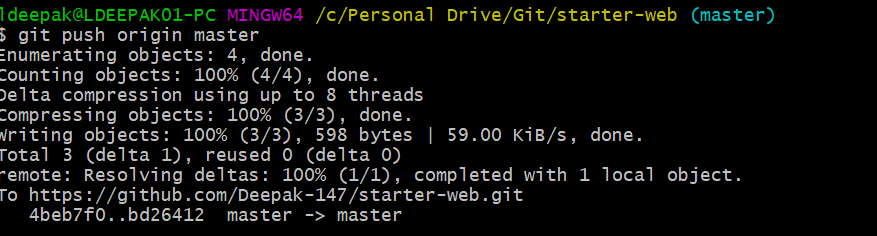 ldeepak@LDEEPAK01-PC MINGW64 /c/Personal Drive/Git/starter-web (master)
$ git push origin master
Enumerating objects: 4, done.
Counting objects: 100% (4/4), done.
Delta compression using up to 8 threads
Compressing objects: 100% (3/3), done.
Writing objects: 100% (3/3), 598 bytes | 59.00 KiB/s, done.
Total 3 (delta 1), reused 0 (delta 0)
remote: Resolving deltas: 100% (1/1), completed with 1 local object.
To https://github.com/Deepak-147/starter-web.git
   4beb7f0..bd26412  master -> master